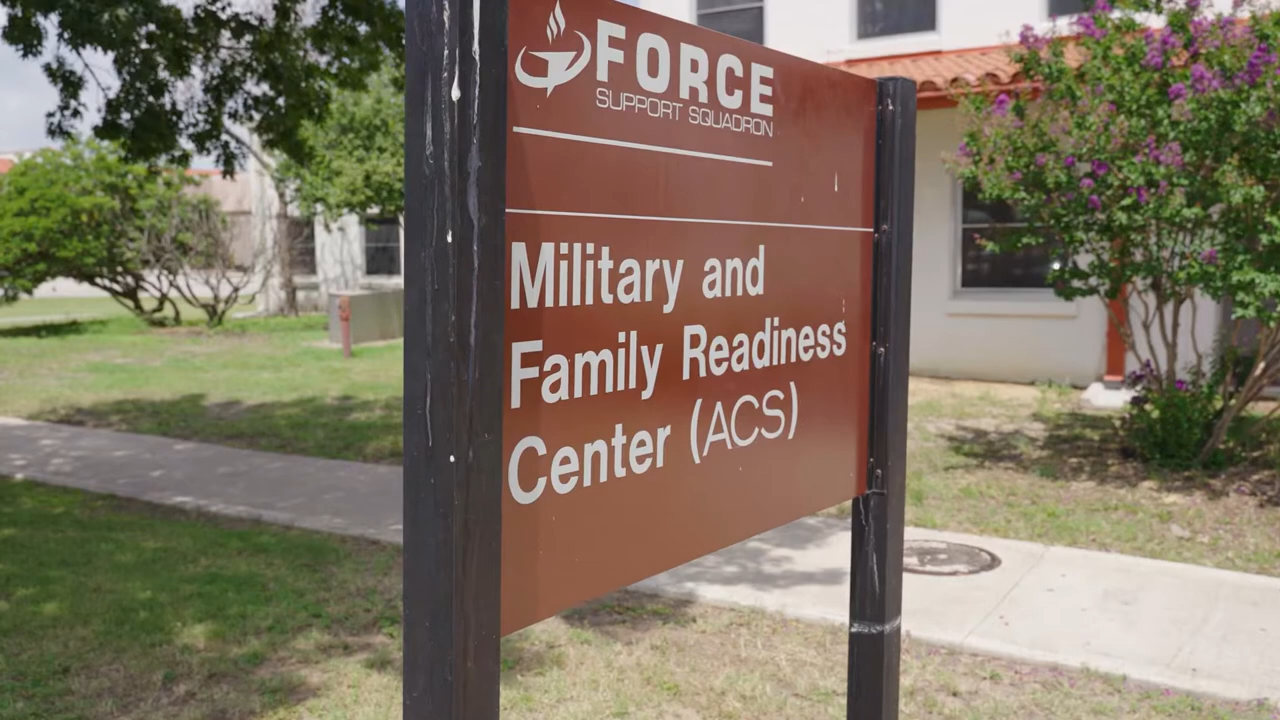 FORCE
SUPPORT SQUADRON
Military and
Family Readiness
Center (ACS)